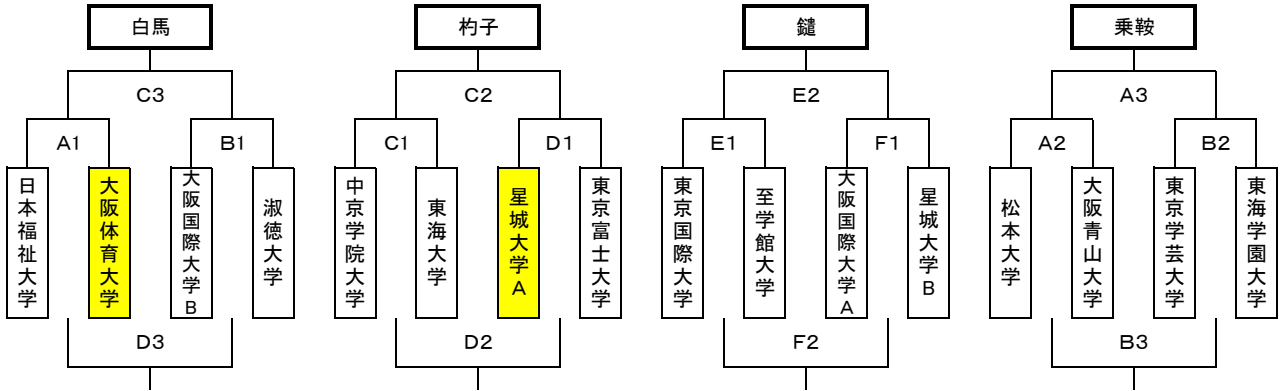 白馬
杓子
鑓
乗鞍
C3
C2
E2
A3
A1
B1
C1
D1
E1
F1
A2
B2
日本福祉大学
大阪体育大学
大阪国際大学B
淑徳大学
中京学院大学
東海大学
星城大学A
東京富士大学
東京国際大学
至学館大学
大阪国際大学A
星城大学B
松本大学
大阪青山大学
東京学芸大学
東海学園大学
D3
D2
F2
B3